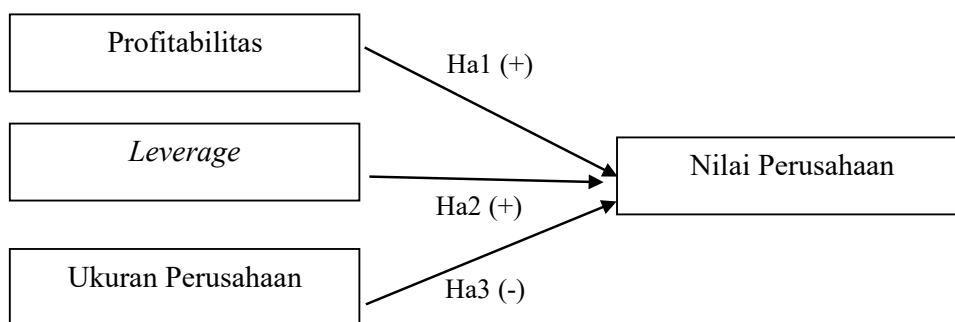 Profitabilitas
Ha1 (+)
Leverage
Nilai Perusahaan
Ha2 (+)
Ukuran Perusahaan
Ha3 (-)